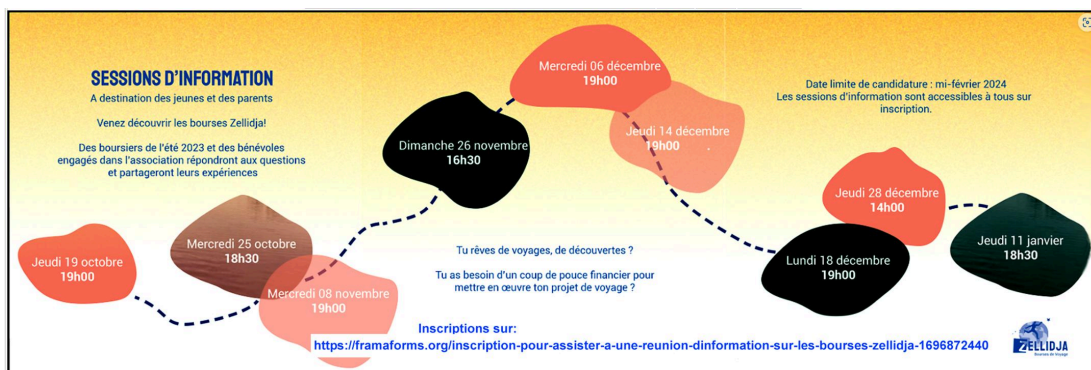 SESSIONS D'INFORMATION
A destination des jeunes et des parents
Venez découvrir les bourses Zellidja!
Des boursiers de l'été 2023 et des bénévoles
engagés dans l'association répondront aux questions
et partageront leurs expériences
Jeudi 19 octobre
19h00
Mercredi 25 octobre
18h30
Mercredi 08 novembre
19h00
Dimanche 26 novembre
16h30
Mercredi 06 décembre
19h00
Jeudi 14 décembre
19h00
Lundi 18 décembre
19h00
Jeudi 28 décembre
14h00
Jeudi 11 janvier
18h30
Date limite de candidature : mi-février 2024
Les sessions d'information sont accessibles à tous sur
inscription.
Tu rêves de voyages, de découvertes ?
Tu as besoin d'un coup de pouce financier pour
mettre en œuvre ton projet de voyage ?
Inscriptions sur:
https://framaforms.org/inscription-pour-assister-a-une-reunion-dinformation-sur-les-bourses-zellidja-1696872440
ZELLIDJA
Bourses de Voyage